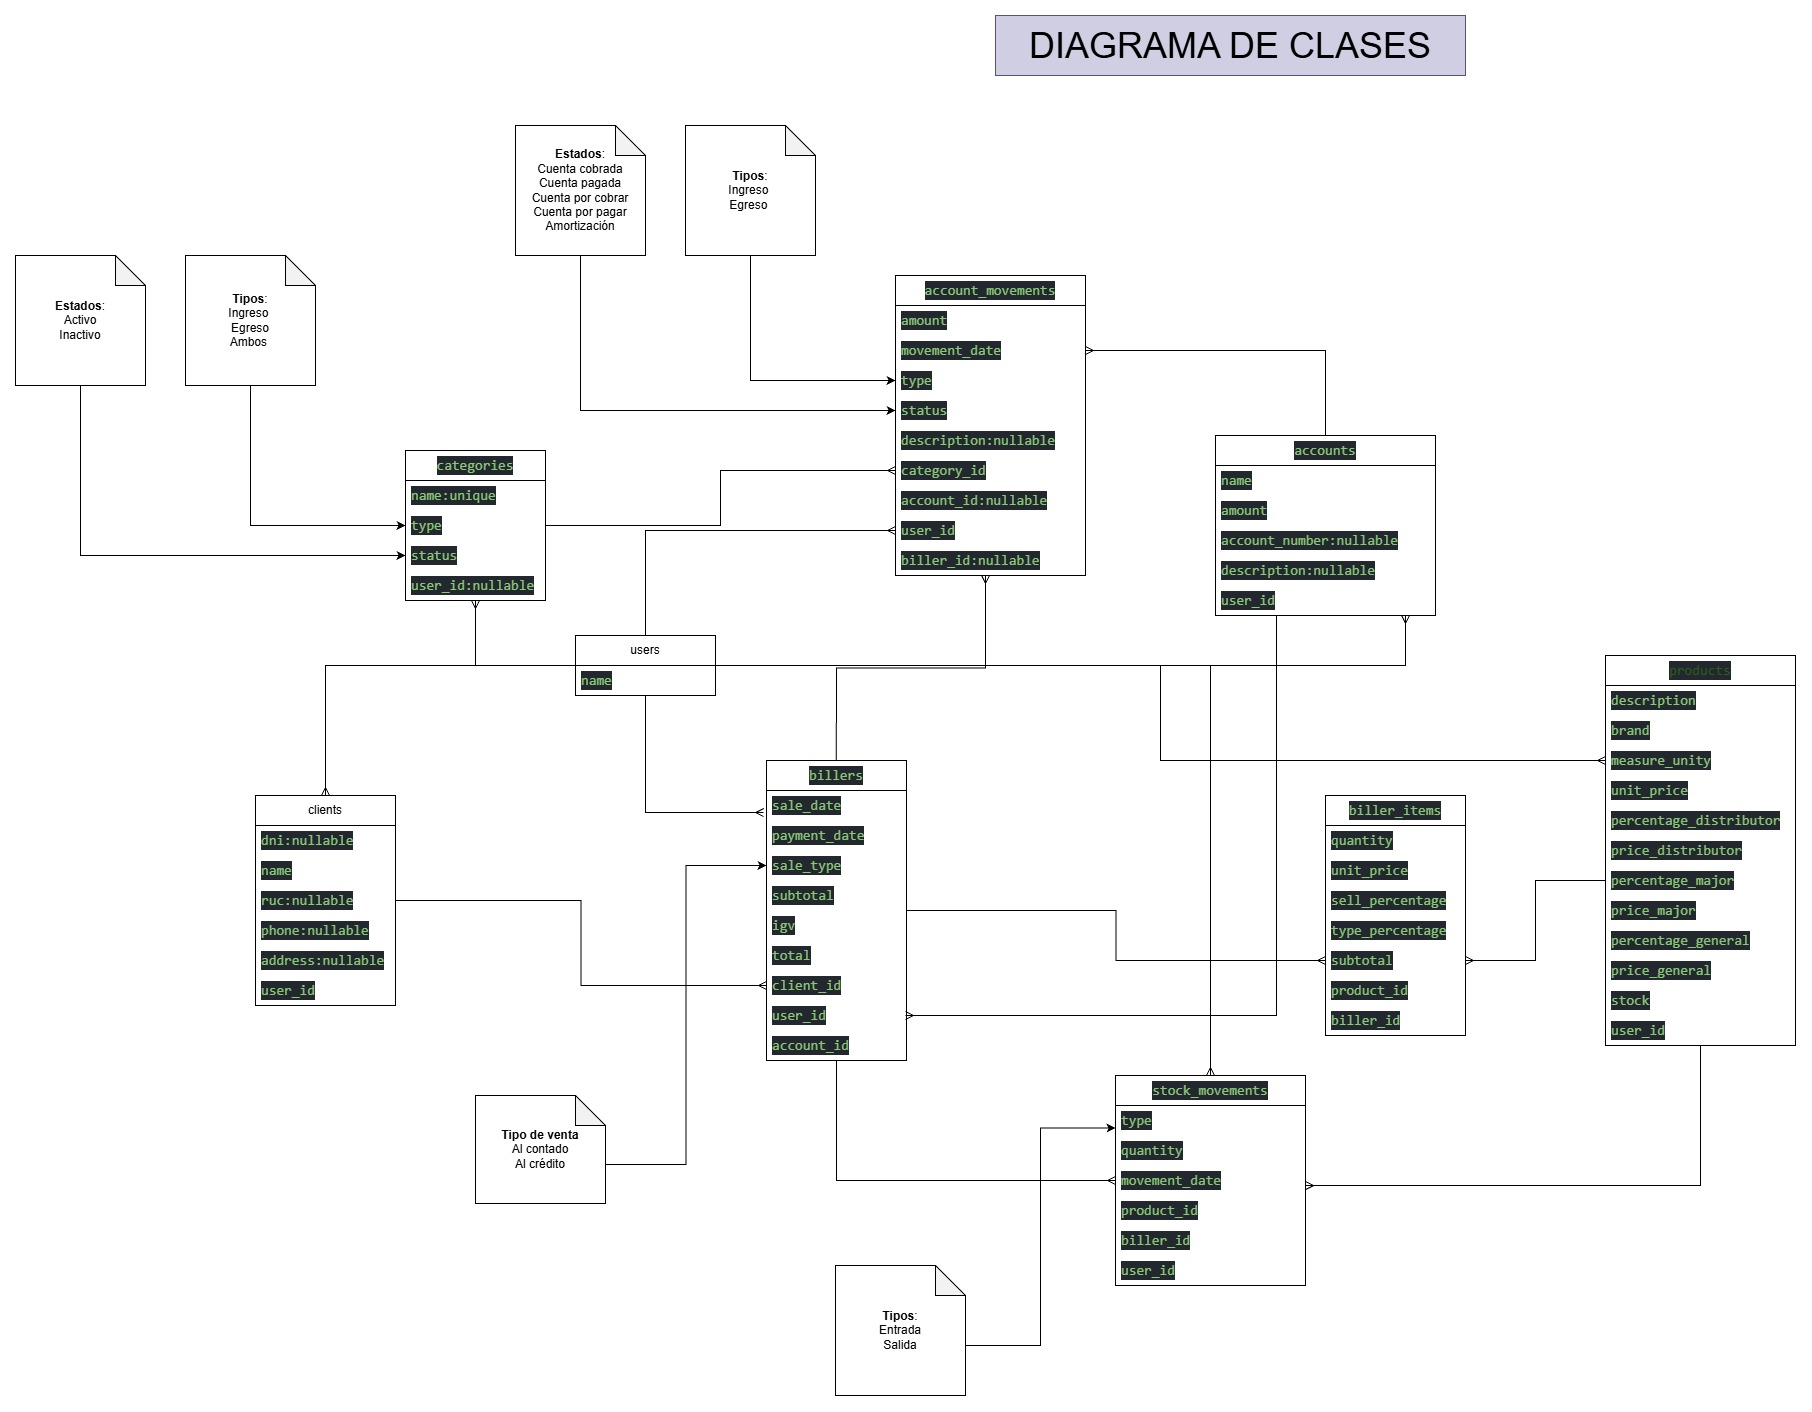 DIAGRAMA DE CLASES
Estados:
Cuenta cobrada
Cuenta pagada
Cuenta por cobrar
Cuenta por pagar
Amortización
Tipos:
Ingreso
Egreso
Estados:
Activo
Inactivo
Tipos:
Ingreso
Egreso
Ambos
account_movements
amount
movement_date
type
status
description:nullable
category_id
account_id:nullable
user_id
biller_id:nullable
categories
name:unique
type
status
user_id:nullable
accounts
name
amount
account_number:nullable
description:nullable
user_id
users
name
products
description
brand
measure_unity
unit_price
percentage_distributor
price_distributor
percentage_major
price_major
percentage_general
price_general
stock
user_id
clients
dni:nullable
name
ruc:nullable
phone:nullable
address:nullable
user_id
billers
sale_date
payment_date
sale_type
subtotal
igv
total
client_id
user_id
account_id
biller_items
quantity
unit_price
sell_percentage
type_percentage
subtotal
product_id
biller_id
Tipo de venta
Al contado
Al crédito
stock_movements
type
quantity
movement_date
product_id
biller_id
user_id
Tipos:
Entrada
Salida